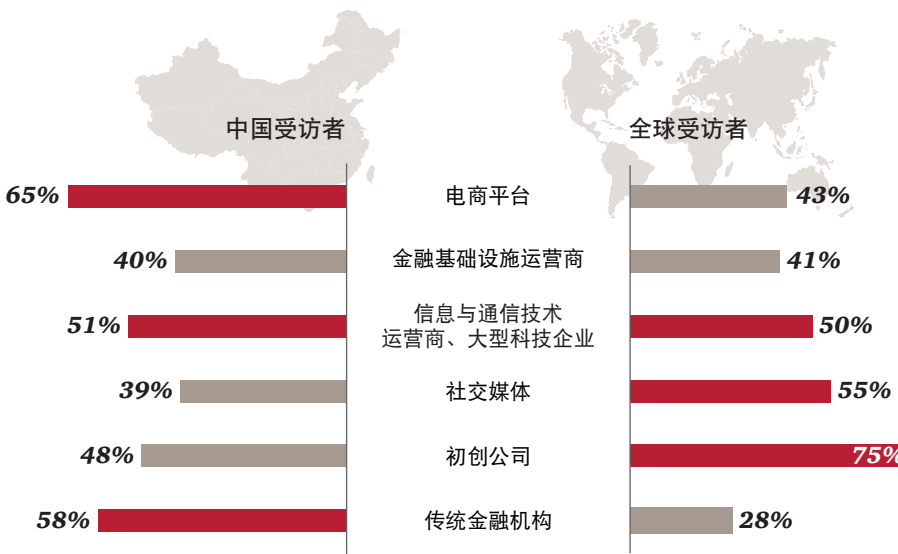 中国受访者
全球受访者
65%
电商平台
43%
40%
金融基础设施运营商
41%
51%
信息与通信技术
运营商、大型科技企业
50%
39%
社交媒体
55%
48%
初创公司
75%
58%
传统金融机构
28%